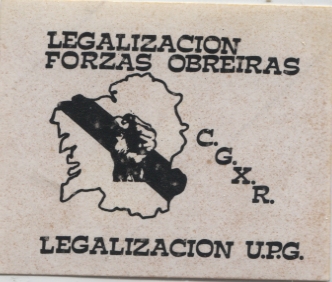 LEGALIZACION
FORZAS OBREIRAS
C.G.X.R.
LEGALIZACION U.P.G.